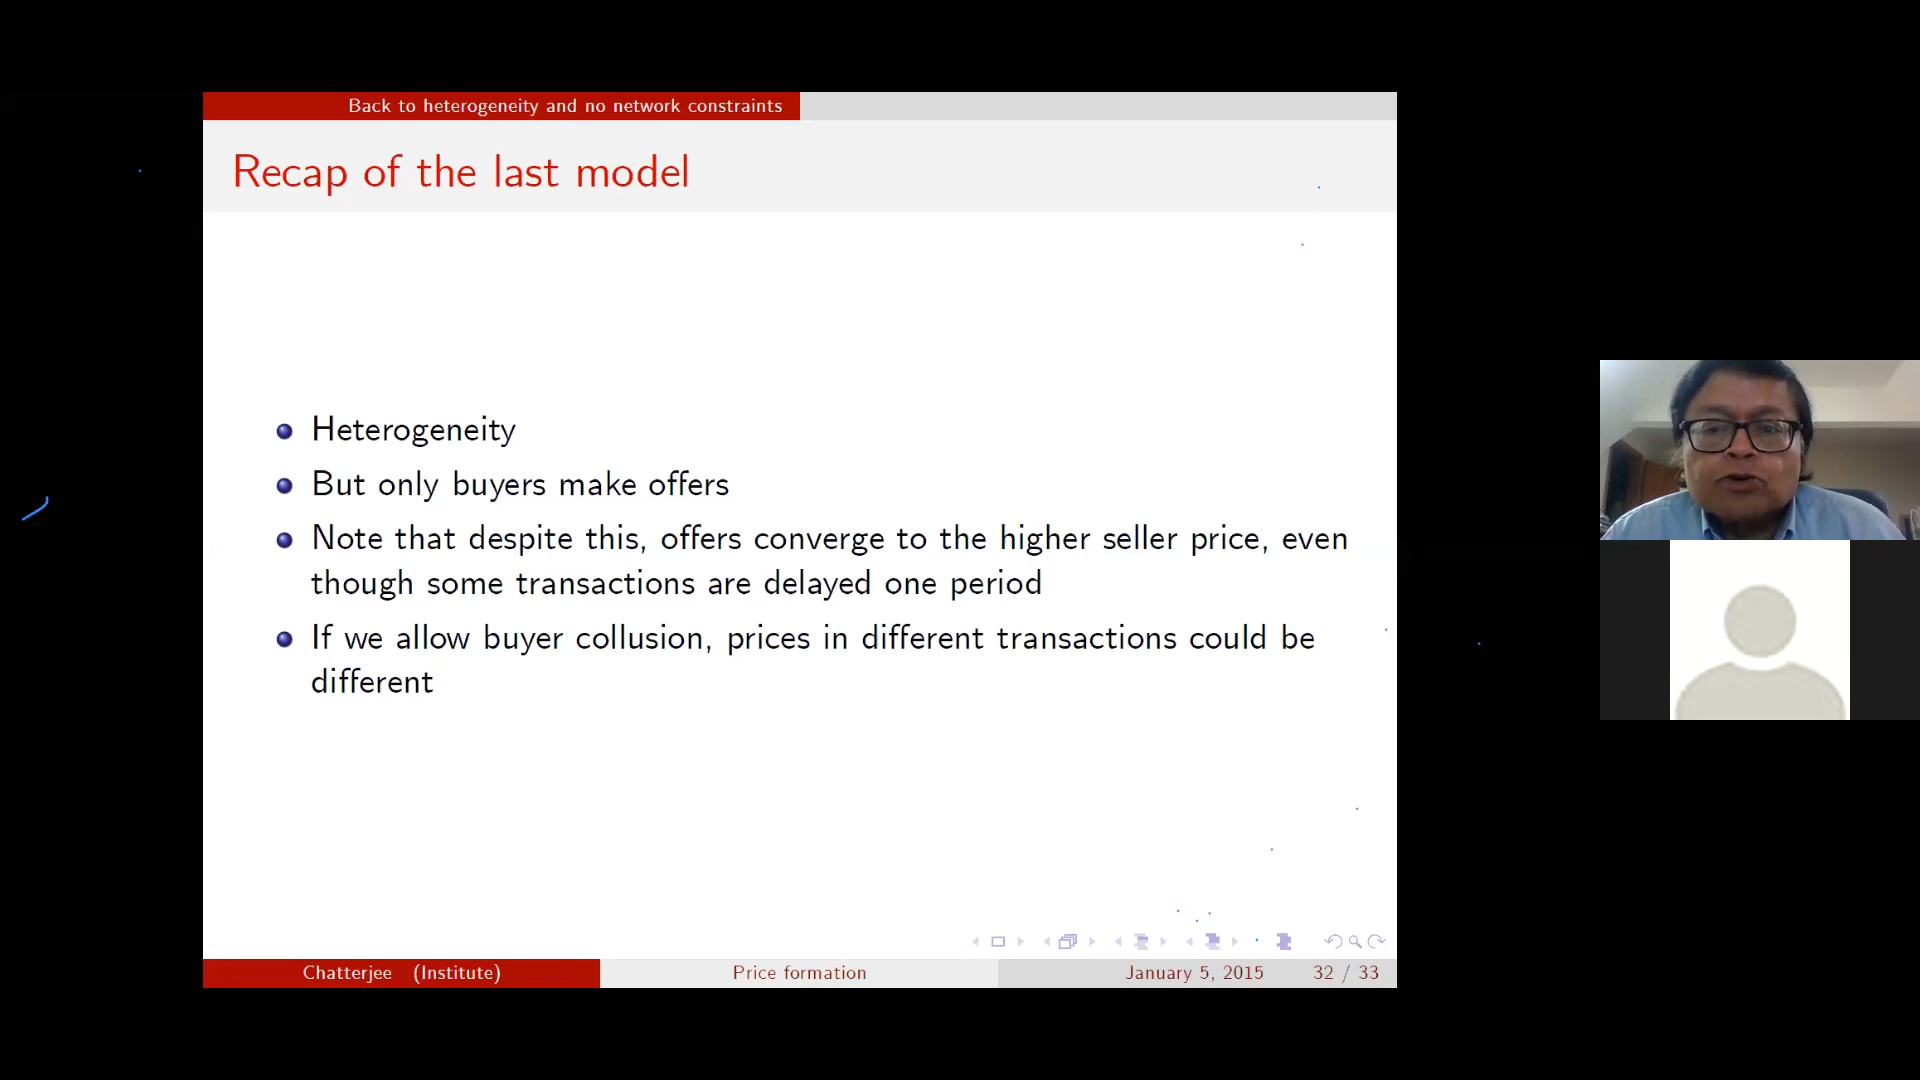 Back to heterogeneity and no network constraints
Recap of the last model
Heterogeneity
But only buyers make offers
Note that despite this, offers converge to the higher seller price, even
though some transactions are delayed one period
If we allow buyer collusion, prices in different transactions could be
different
Chatterjee (Institute) Price formation January 5, 2015 32 / 33